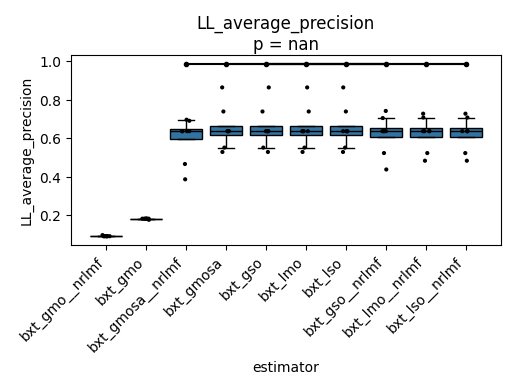 LL_average_precision
p = nan
1.0
0.8
0.6
0.4
0.2
LL_average_precision
bxt_gmo__nrlmf
bxt_gmo
bxt_gmosa__nrlmf
bxt_gmosa
bxt_gso
bxt_lmo
bxt_lso
bxt_gso__nrlmf
bxt_lmo__nrlmf
bxt_lso__nrlmf
estimator